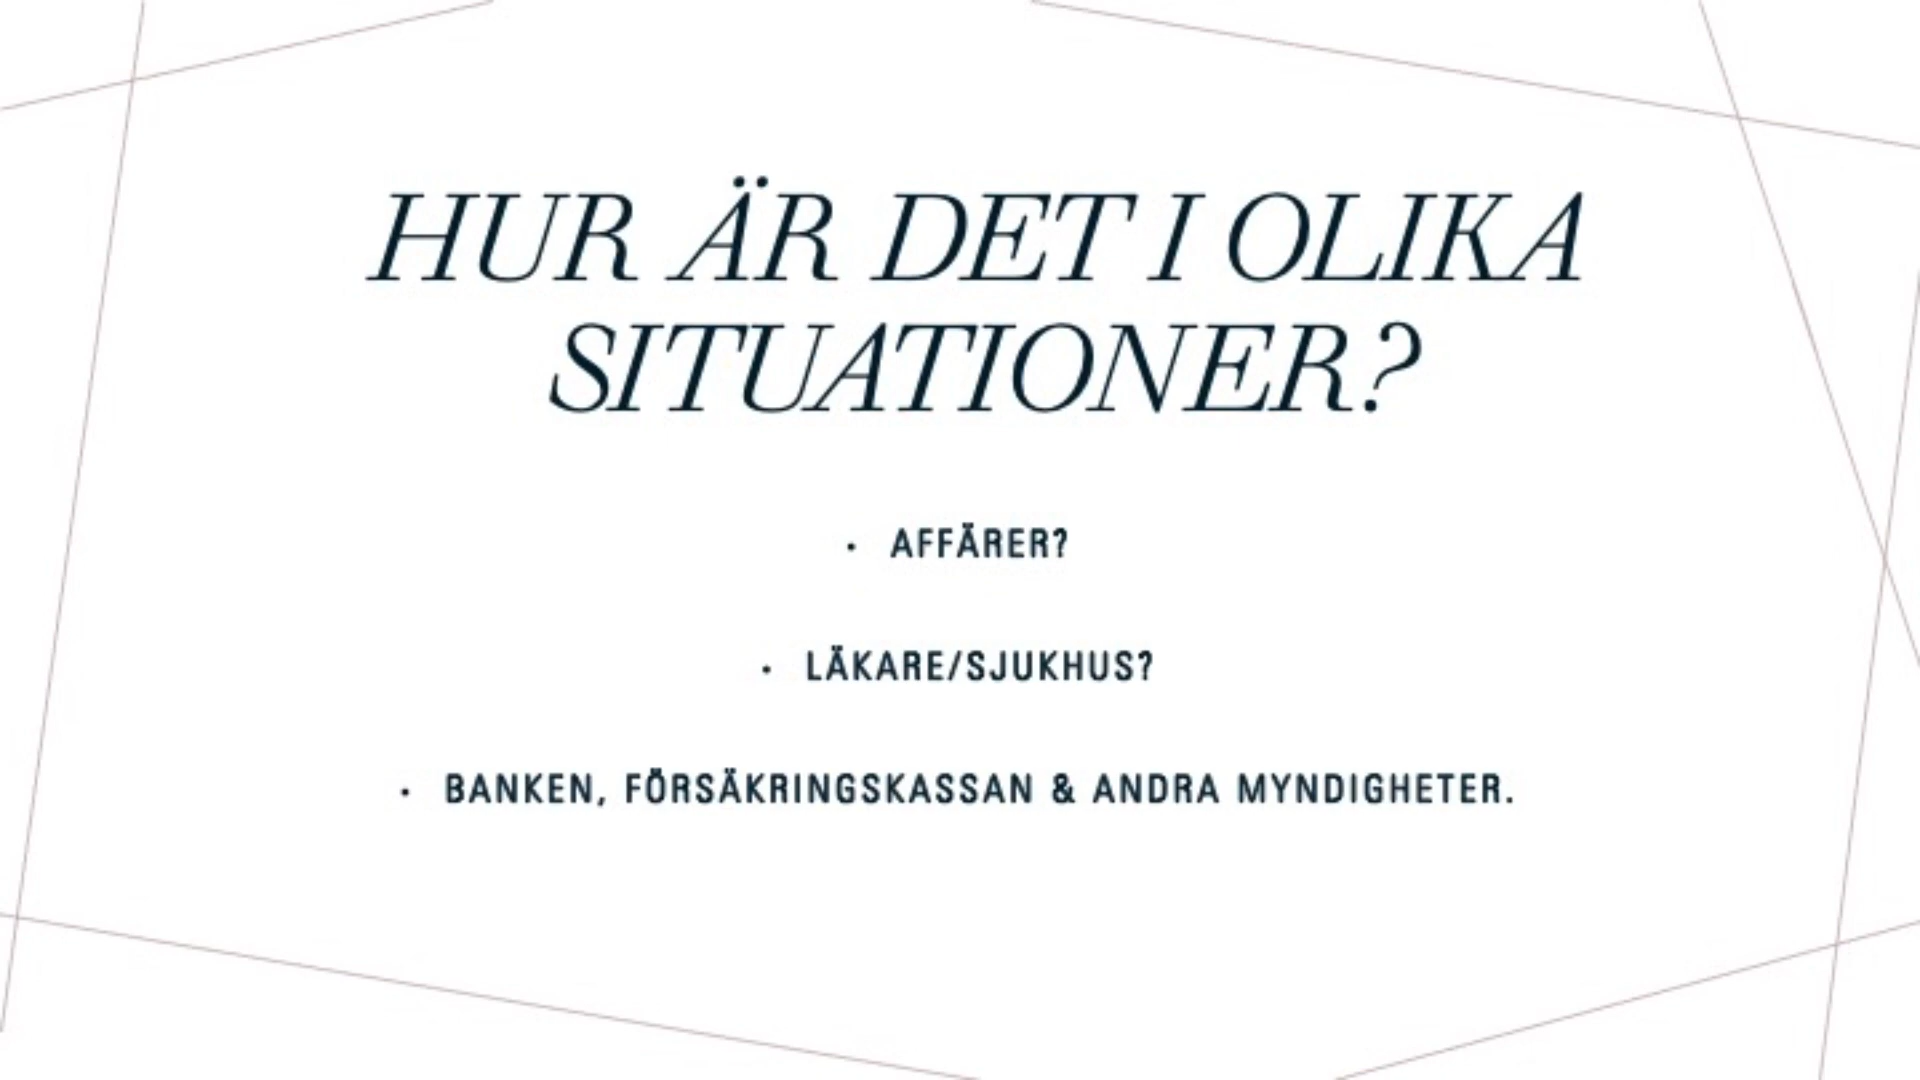 HUR ÄR DET I OLIKA
SITUATIONER?
• AFFÄRER?
• LÄKARE/SJUKHUS?
• BANKEN, FÖRSÄKRINGSKASSAN & ANDRA MYNDIGHETER.